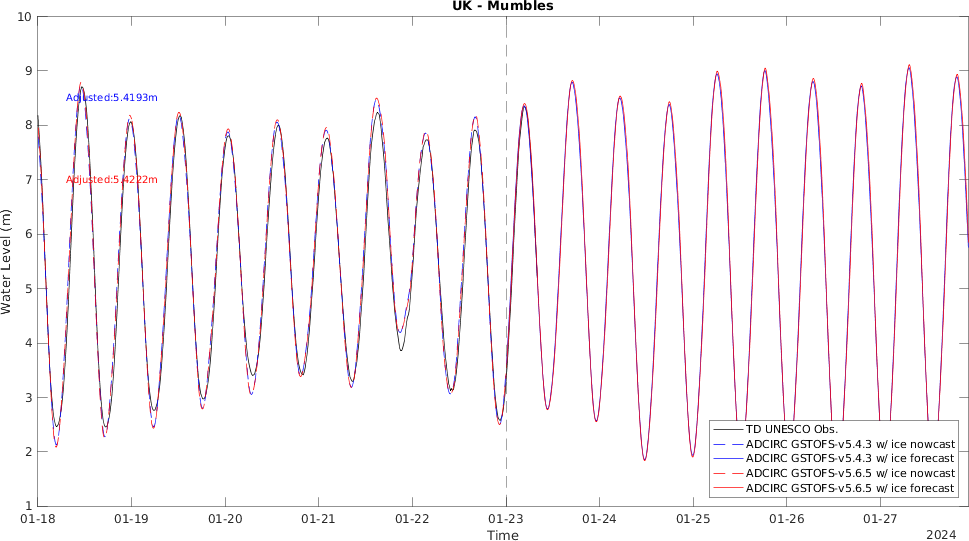 UK - Mumbles
10
9
8
7
6
5
4
3
2
1
Water Level (m)
Adjusted:5.4193m
Adjusted:5.4222m
TD UNESCO Obs.
ADCIRC GSTOFS-v5.4.3 w/ ice nowcast
ADCIRC GSTOFS-v5.4.3 w/ ice forecast
ADCIRC GSTOFS-v5.6.5 w/ ice nowcast
ADCIRC GSTOFS-v5.6.5 w/ ice forecast
01-18 01-19 01-20 01-21 01-22 01-23 01-24 01-25 01-26 01-27
Time
2024